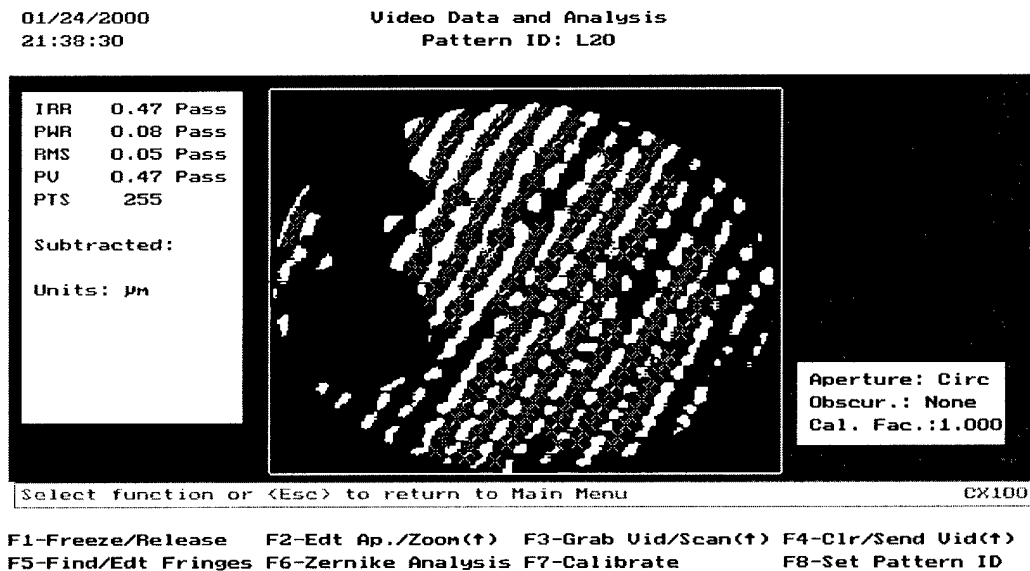 01/24/2000
21:38:30
Video Data and Analysis
Pattern ID: L20
IRR 0.47 Pass
PWR 0.08 Pass
RMS 0.05 Pass
PV 0.47 Pass
PTS 255
Subtracted:
Units: µm
Aperture: Circ
Obscur.: None
Cal. Fac.:1.000
Select function or <Esc> to return to Main Menu CX100
F1-Freeze/Release F2-Edt Ap./Zoom(↑) F3-Grab Vid/Scan(↑) F4-Clr/Send Vid(↑)
F5-Find/Edt Fringes F6-Zernike Analysis F7-Calibrate F8-Set Pattern ID